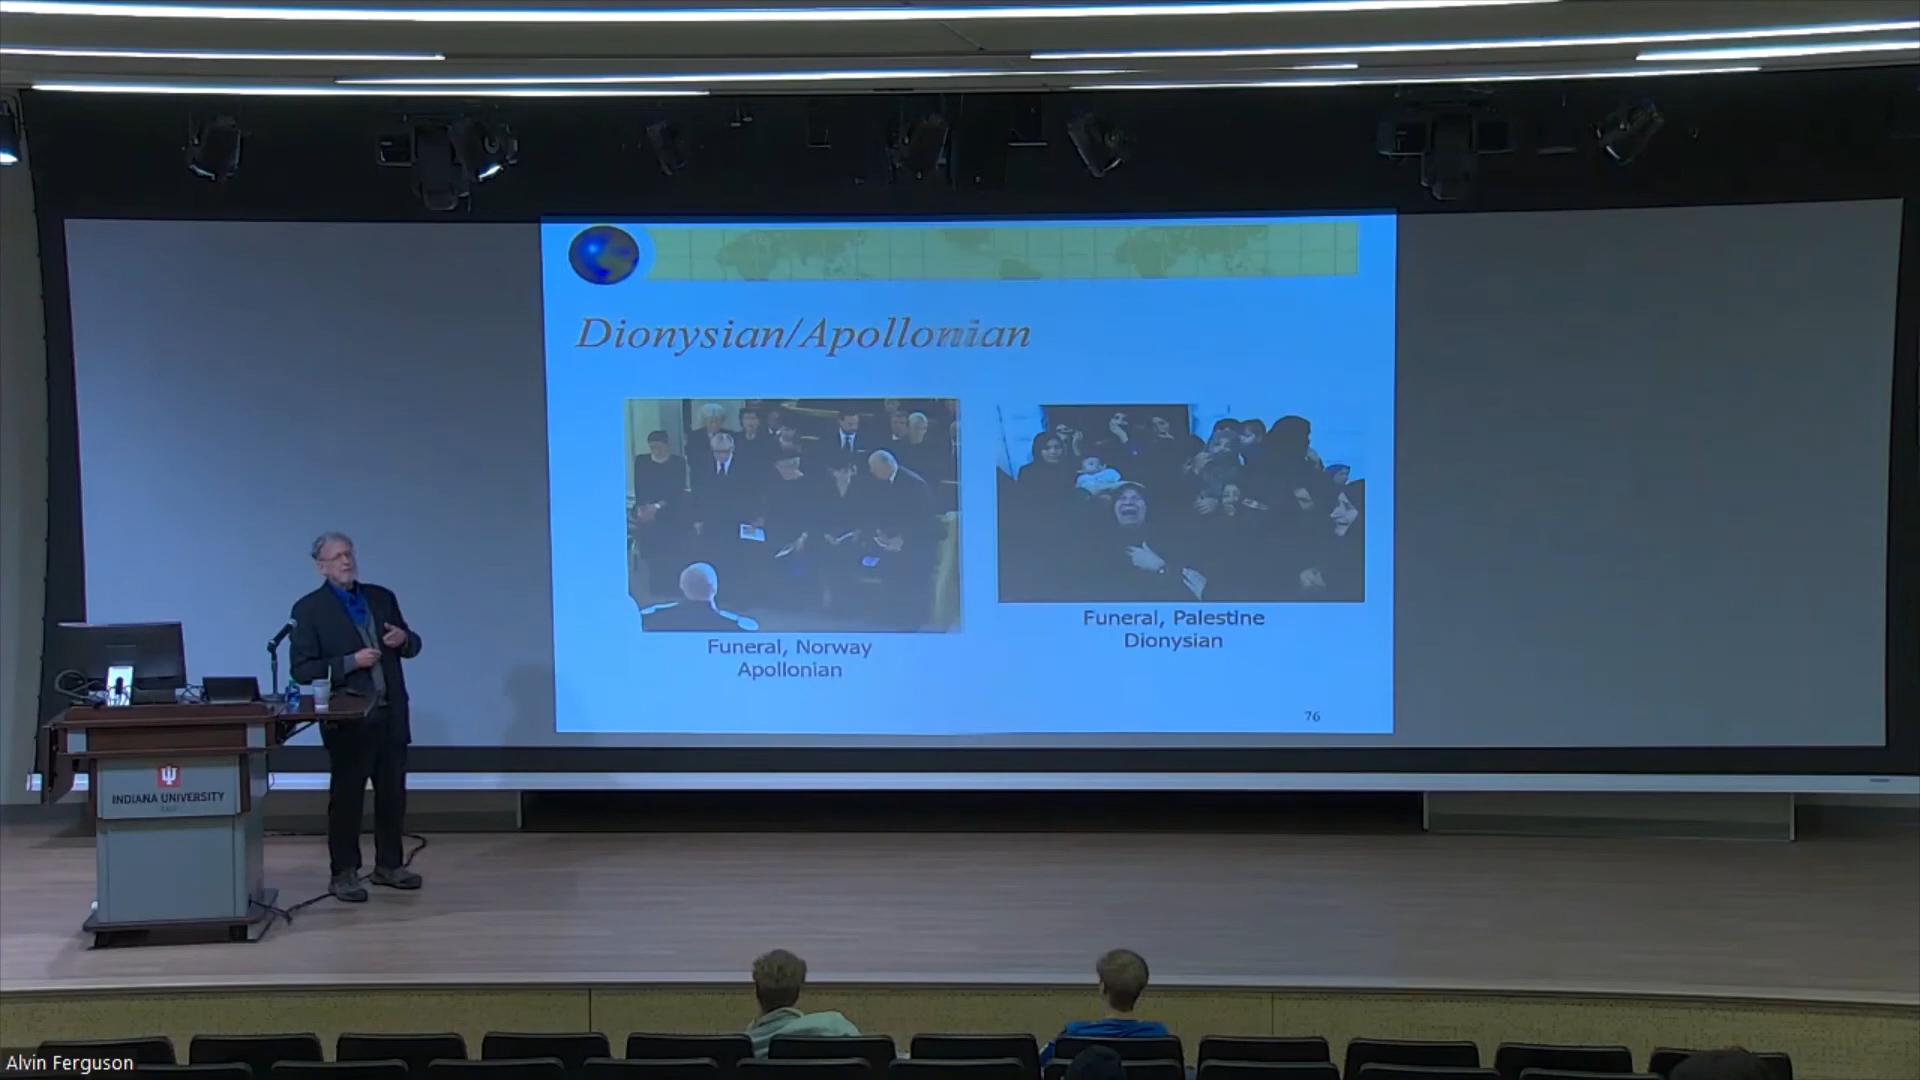 Dionysian/Apollonian
Funeral, Norway
Apollonian
Funeral, Palestine
Dionysian
76
INDIANA UNIVERSITY
Alvin Ferguson